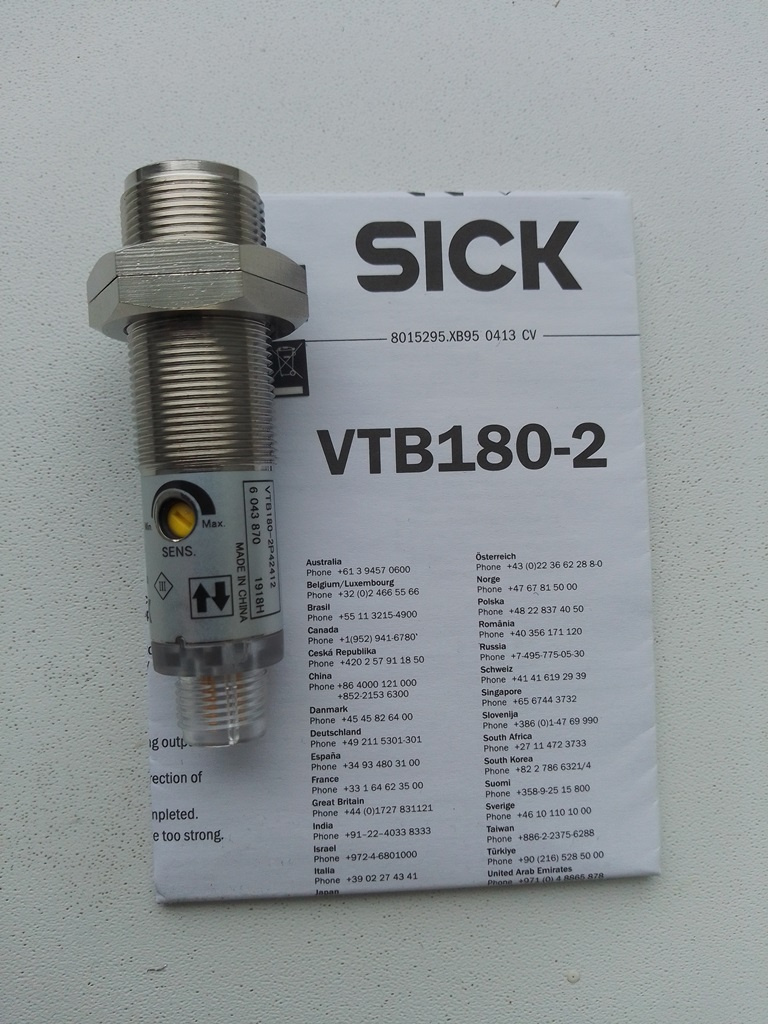 SICK
8015295.XB95 0413 CV
VTB180-2
Min
Max.
SENS.
VTB180-2P42412
6 043 870
1918H
MADE IN CHINA
III
Australia
Phone +61 3 9457 0600
Belgium/Luxembourg
Phone +32 (0)2 466 55 66
Brasil
Phone +55 11 3215-4900
Canada
Phone +1(952) 941-6780'
Ceská Republika
Phone +420 2 57 91 18 50
China
Phone +86 4000 121 000
+852-2153 6300
Danmark
Phone +45 45 82 64 00
Deutschland
Phone +49 211 5301-301
España
Phone +34 93 480 31 00
France
Phone +33 1 64 62 35 00
Great Britain
Phone +44 (0)1727 831121
India
Phone +91–22–4033 8333
Israel
Phone +972-4-6801000
Italia
Phone +39 02 27 43 41
Japan
Österreich
Phone +43 (0)22 36 62 28 8-0
Norge
Phone +47 67 81 50 00
Polska
Phone +48 22 837 40 50
România
Phone +40 356 171 120
Russia
Phone +7-495-775-05-30
Schweiz
Phone +41 41 619 29 39
Singapore
Phone +65 6744 3732
Slovenija
Phone +386 (0)1-47 69 990
South Africa
Phone +27 11 472 3733
South Korea
Phone +82 2 786 6321/4
Suomi
Phone +358-9-25 15 800
Sverige
Phone +46 10 110 10 00
Taiwan
Phone +886-2-2375-6288
Türkiye
Phone +90 (216) 528 50 00
United Arab Emirates
Phone +971 (0) 4 8865 878
ng outp
rection of
mpleted.
e too strong.